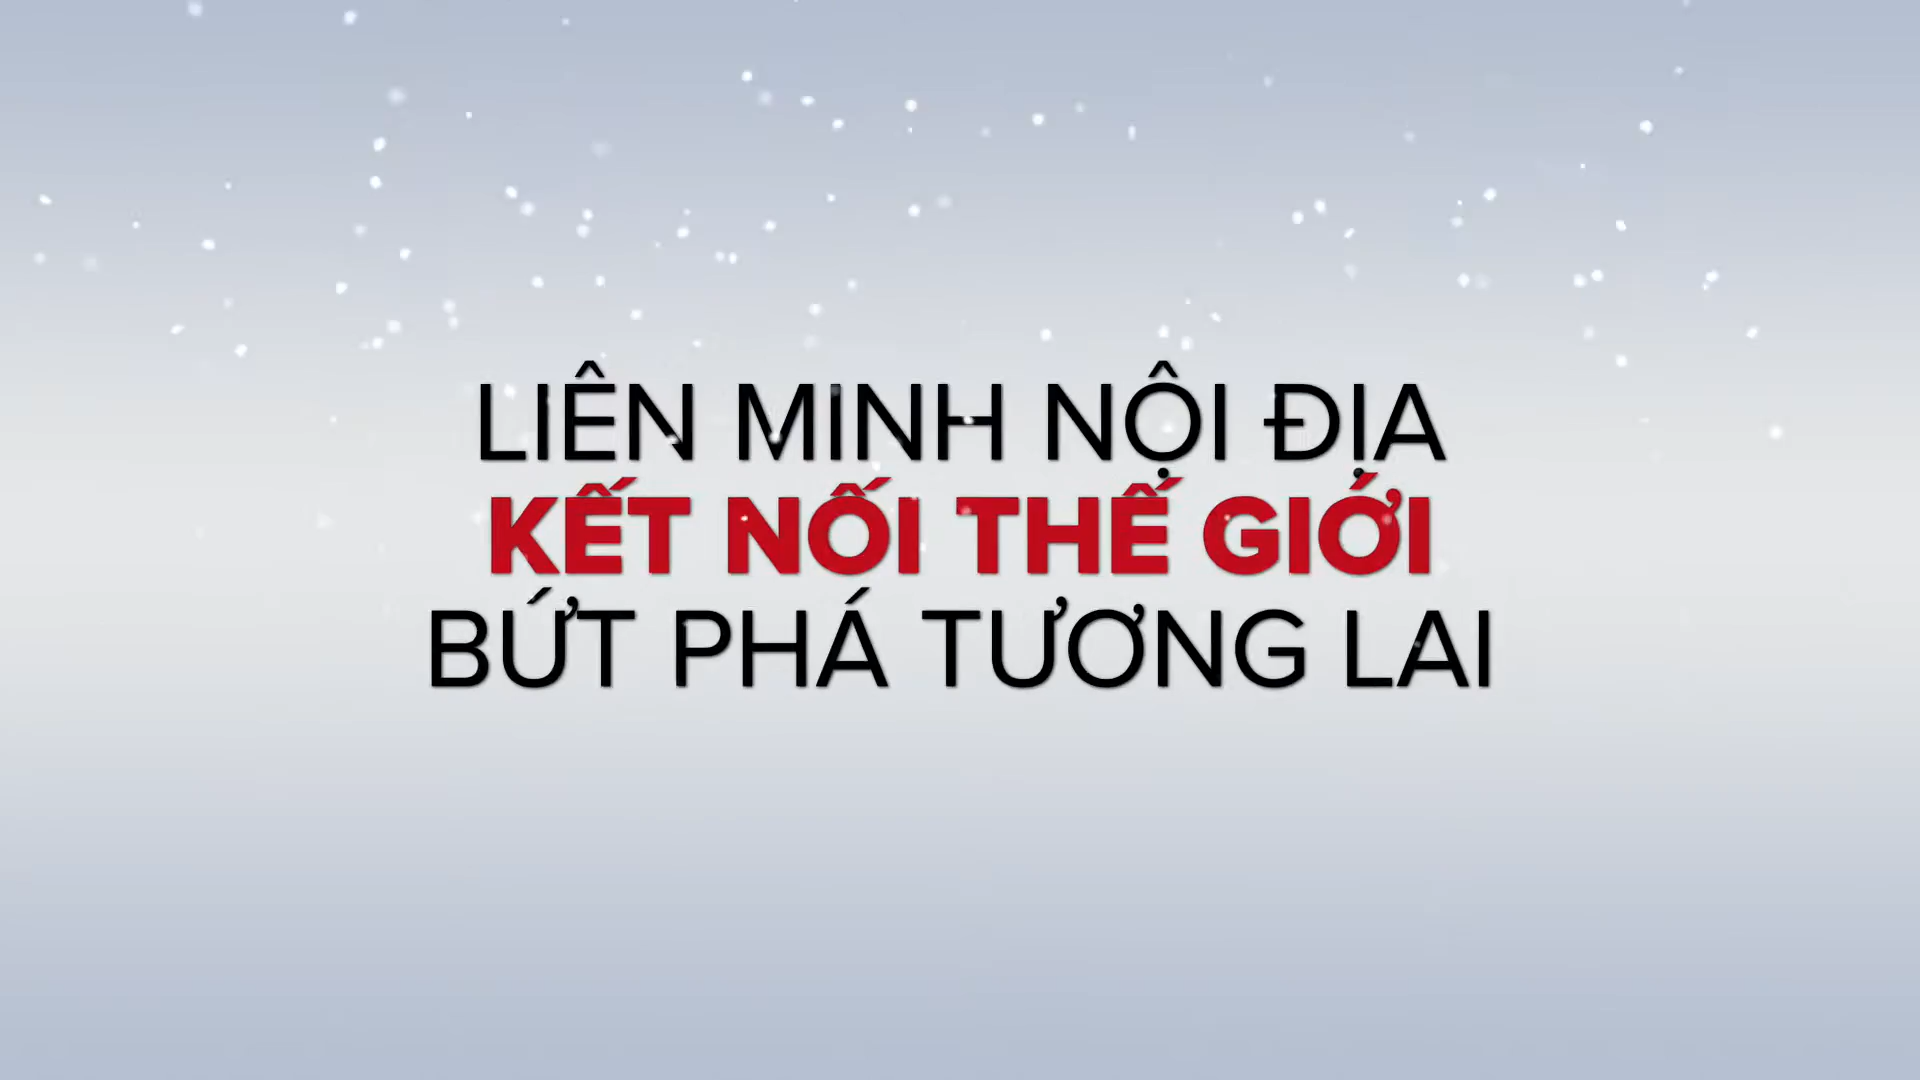 LIÊN MINH NỘI ĐỊA
KẾT NỐI THẾ GIỚI
BỨT PHÁ TƯƠNG LAI